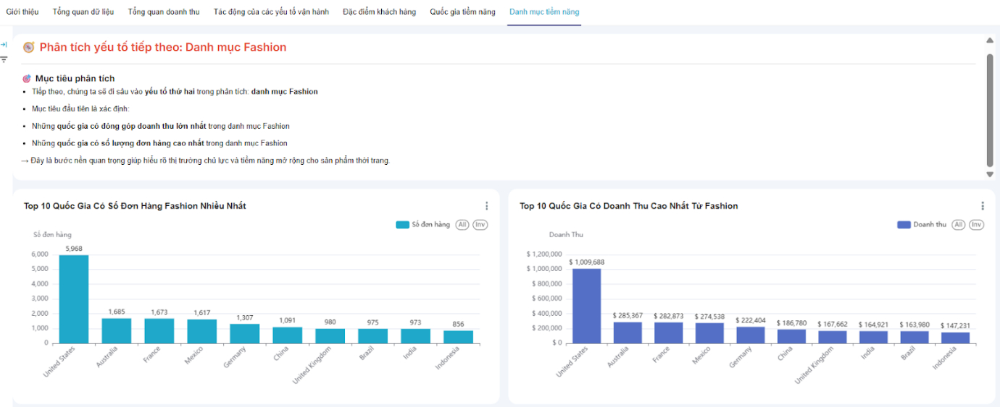 Giới thiệu Tổng quan dữ liệu Tổng quan doanh thu Tác động của các yếu tố vận hành Đặc điểm khách hàng Quốc gia tiềm năng Danh mục tiềm năng
Phân tích yếu tố tiếp theo: Danh mục Fashion
Mục tiêu phân tích
• Tiếp theo, chúng ta sẽ đi sâu vào yếu tố thứ hai trong phân tích: danh mục Fashion
• Mục tiêu đầu tiên là xác định:
• Những quốc gia có đóng góp doanh thu lớn nhất trong danh mục Fashion
• Những quốc gia có số lượng đơn hàng cao nhất trong danh mục Fashion
→ Đây là bước nền quan trọng giúp hiểu rõ thị trường chủ lực và tiềm năng mở rộng cho sản phẩm thời trang.
Top 10 Quốc Gia Có Số Đơn Hàng Fashion Nhiều Nhất
Số đơn hàng All Inv
Số đơn hàng
6,000
5,000
4,000
3,000
2,000
1,000
0
5,968
1,685
1,673
1,617
1,307
1,091
980
975
973
856
United States
Australia
France
Mexico
Germany
China
United Kingdom
Brazil
India
Indonesia
Top 10 Quốc Gia Có Doanh Thu Cao Nhất Từ Fashion
Doanh thu All Inv
Doanh Thu
$ 1,200,000
$ 1,000,000
$ 800,000
$ 600,000
$ 400,000
$ 200,000
$ 0
$ 1,009,688
$ 285,367
$ 282,873
$ 274,538
$ 222,404
$ 186,780
$ 167,662
$ 164,921
$ 163,980
$ 147,231
United States
Australia
France
Mexico
Germany
China
United Kingdom
India
Brazil
Indonesia